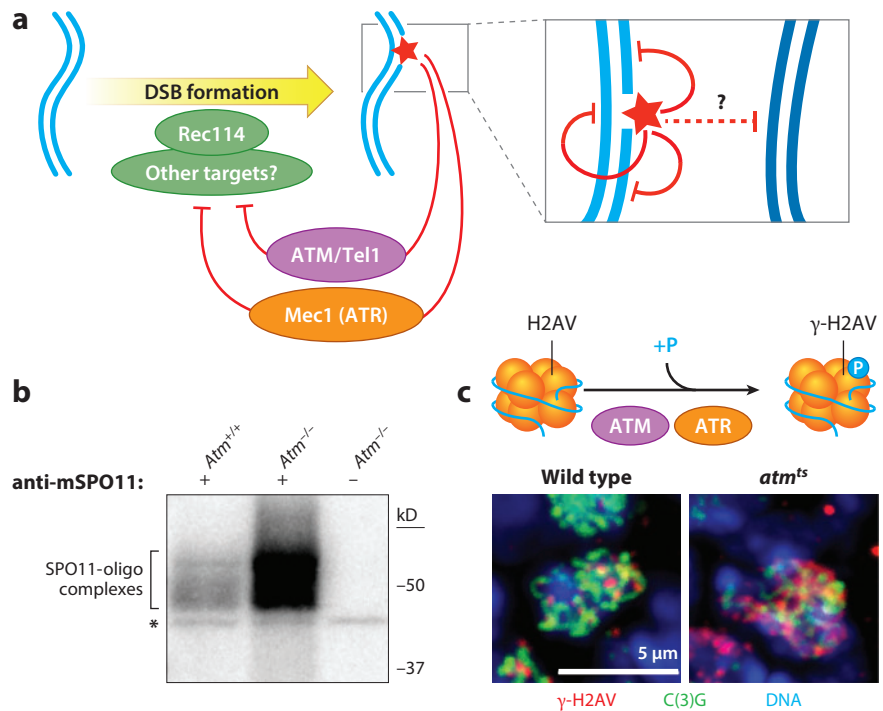 a
DSB formation
Rec114
Other targets?
ATM/Tel1
Mec1 (ATR)
?
b
Atm+/+
Atm−/−
Atm−/−
anti-mSPO11: + + −
kD
SPO11-oligo
complexes
–50
*
–37
c
H2AV
+P
γ-H2AV
P
ATM
ATR
Wild type
atmts
5 µm
γ-H2AV C(3)G DNA